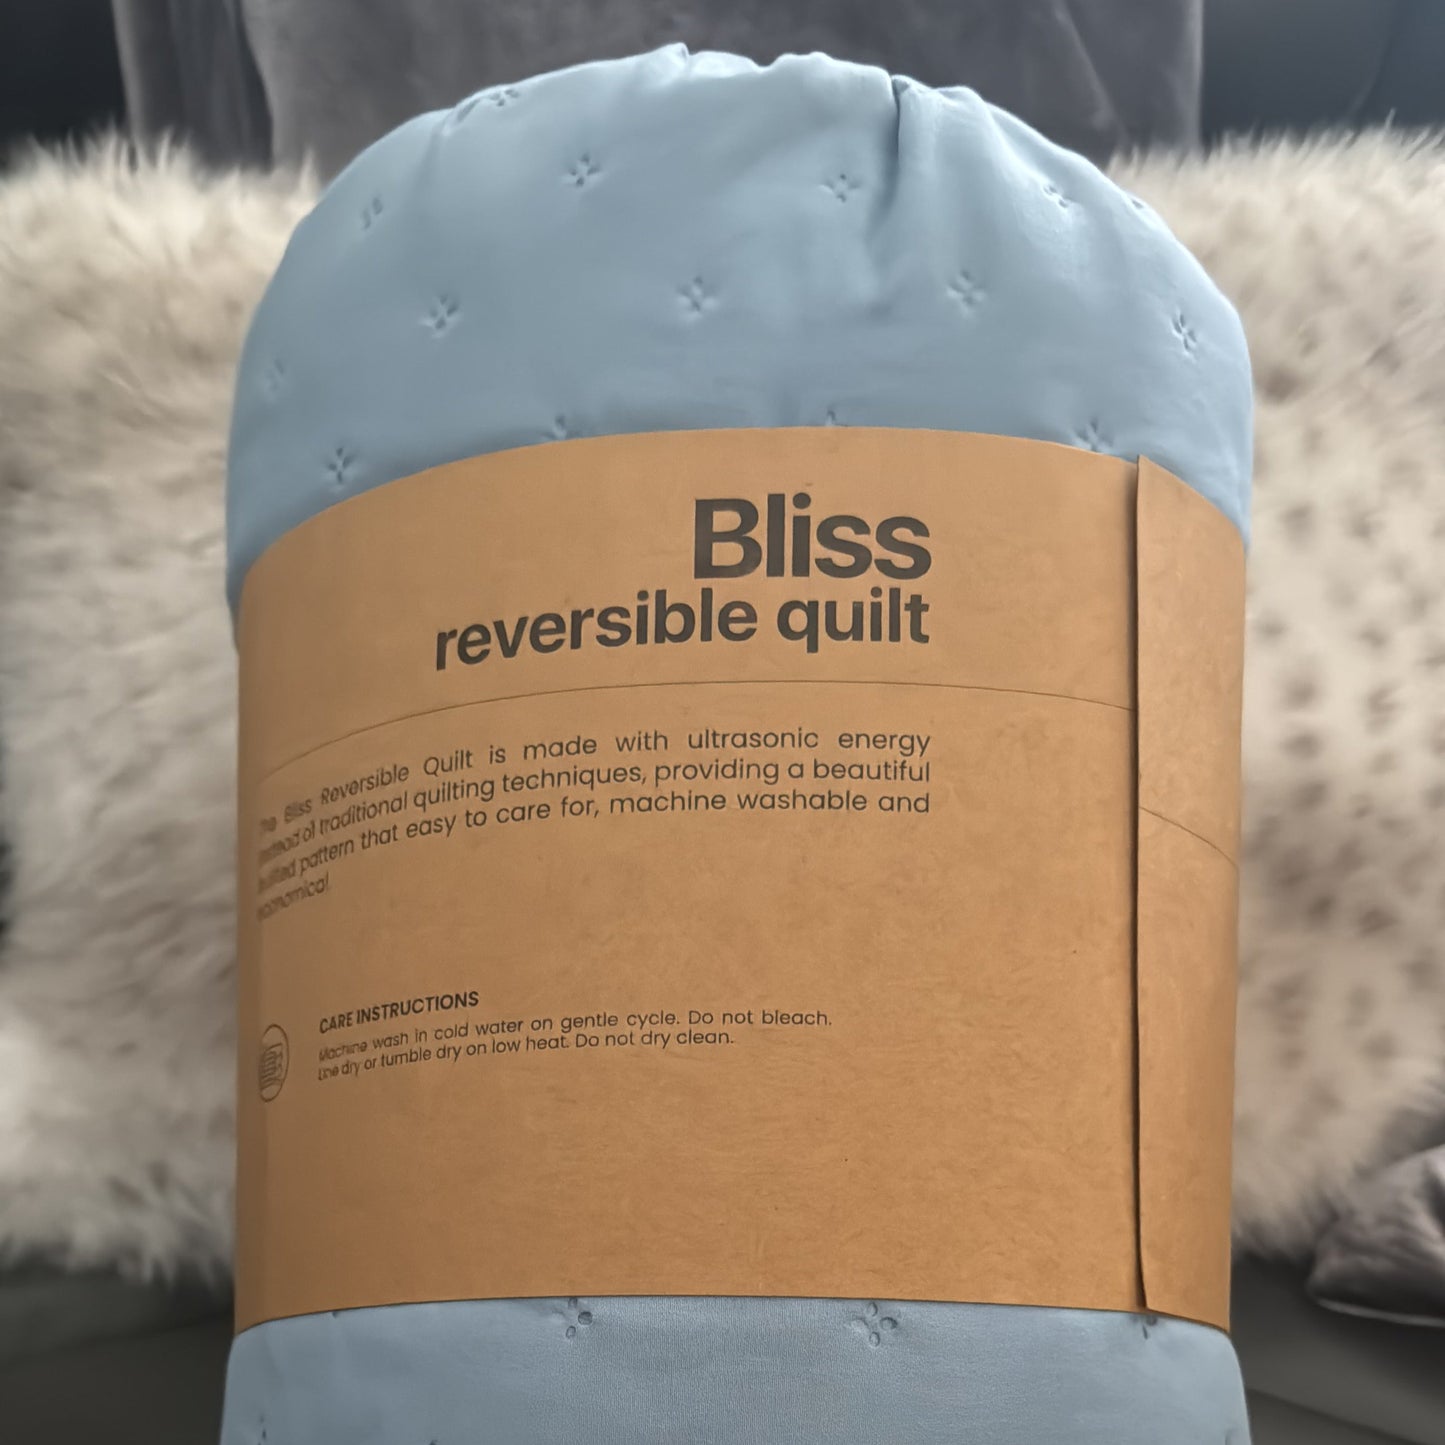 Bliss
reversible quilt
The Bliss Reversible Quilt is made with ultrasonic energy
instead of traditional quilting techniques, providing a beautiful
quilted pattern that easy to care for, machine washable and
economical.
CARE INSTRUCTIONS
Machine wash in cold water on gentle cycle. Do not bleach.
Line dry or tumble dry on low heat. Do not dry clean.